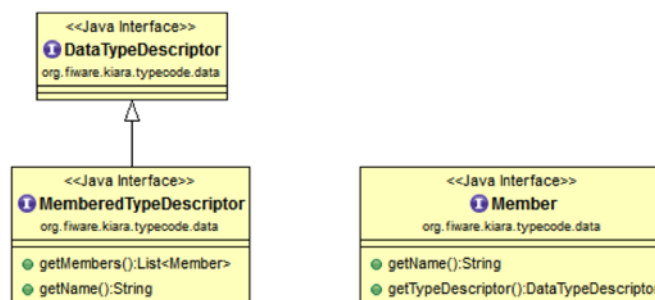 <<Java Interface>>
DataTypeDescriptor
org.fiware.kiara.typecode.data
<<Java Interface>>
MemberedTypeDescriptor
org.fiware.kiara.typecode.data
getMembers():List<Member>
getName():String
<<Java Interface>>
Member
org.fiware.kiara.typecode.data
getName():String
getTypeDescriptor():DataTypeDescriptor